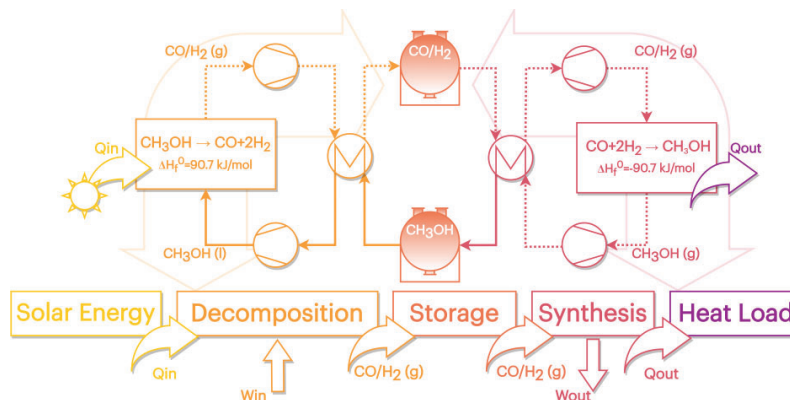 CO/H₂ (g)
CO/H₂
CO/H₂ (g)
Qin
CH₃OH → CO+2H₂
ΔHf⁰=90.7 kJ/mol
CO+2H₂ → CH₃OH
ΔHf⁰=-90.7 kJ/mol
Qout
CH₃OH (l)
CH₃OH
CH₃OH (g)
Solar Energy
Decomposition
Storage
Synthesis
Heat Load
Qin
Win
CO/H₂ (g)
CO/H₂ (g)
Wout
Qout